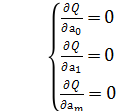 ∂Q/∂a₀ = 0
∂Q/∂a₁ = 0
∂Q/∂aₘ = 0